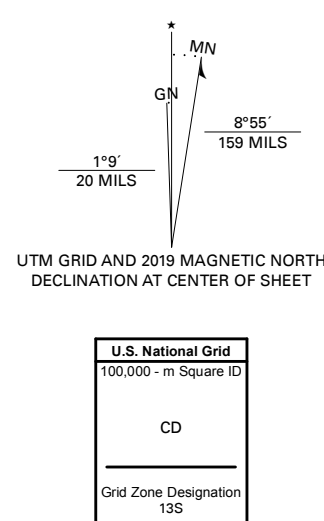 ★
MN
GN
8°55´
159 MILS
1°9´
20 MILS
UTM GRID AND 2019 MAGNETIC NORTH
DECLINATION AT CENTER OF SHEET
U.S. National Grid
100,000 - m Square ID
CD
Grid Zone Designation
13S